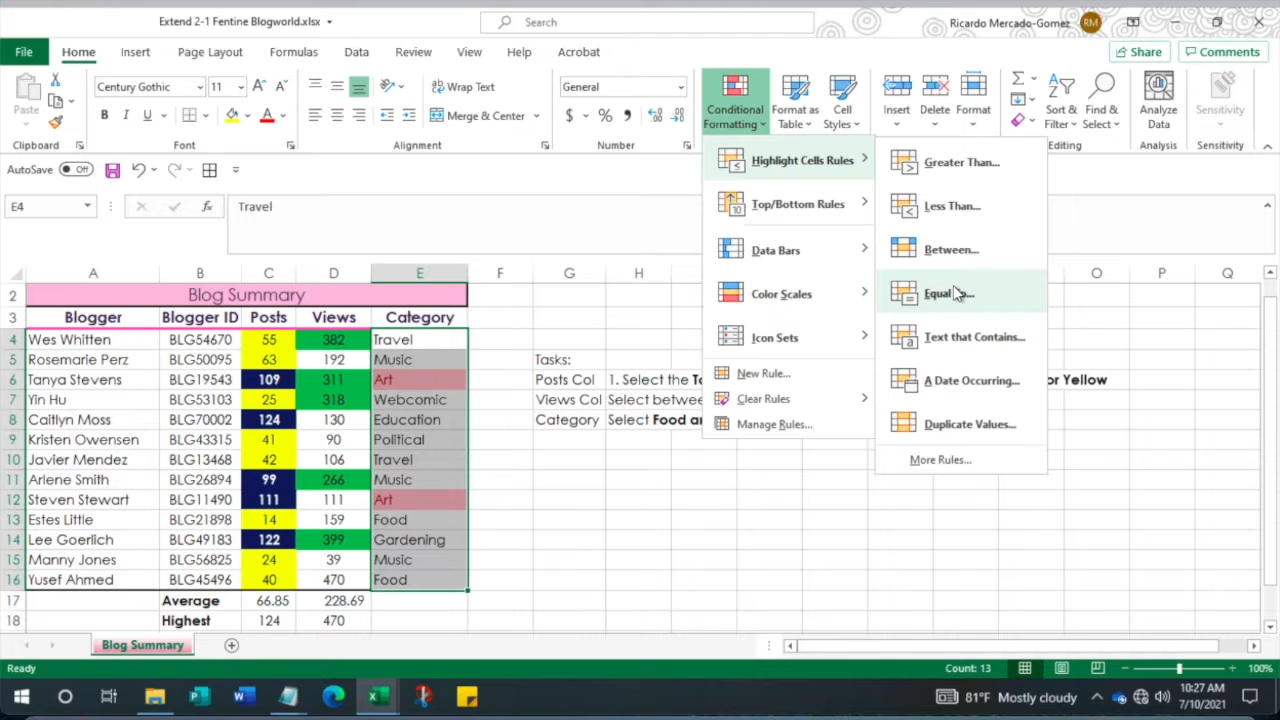 Extend 2-1 Fentine Blogworld.xlsx
Search
Ricardo Mercado-Gomez RM
File Home Insert Page Layout Formulas Data Review View Help Acrobat
Share Comments
Paste
Century Gothic 11
B I U A
Wrap Text
Merge & Center
General
$ % ,
Conditional Formatting
Format as Table
Cell Styles
Insert Delete Format
Sort & Filter
Find & Select
Analyze Data
Sensitivity
Clipboard Font Alignment Number Editing Analysis Sensitivity
AutoSave Off
E4 fx Travel
Highlight Cells Rules
Top/Bottom Rules
Data Bars
Color Scales
Icon Sets
New Rule...
Clear Rules
Manage Rules...
Greater Than...
Less Than...
Between...
Equal
Text that Contains...
A Date Occurring...
Duplicate Values...
More Rules...
A B C D E F G H O P Q
2 Blog Summary
3 Blogger Blogger ID Posts Views Category
4 Wes Whitten BLG54670 55 382 Travel
5 Rosemarie Perz BLG50095 63 192 Music Tasks:
6 Tanya Stevens BLG19543 109 311 Art Posts Col 1. Select the or Yellow
7 Yin Hu BLG53103 25 318 Webcomic Views Col Select betwee
8 Caitlyn Moss BLG70002 124 130 Education Category Select Food
9 Kristen Owensen BLG43315 41 90 Political
10 Javier Mendez BLG13468 42 106 Travel
11 Arlene Smith BLG26894 99 266 Music
12 Steven Stewart BLG11490 111 111 Art
13 Estes Little BLG21898 14 159 Food
14 Lee Goerlich BLG49183 122 399 Gardening
15 Manny Jones BLG56825 24 39 Music
16 Yusef Ahmed BLG45496 40 470 Food
17 Average 66.85 228.69
18 Highest 124 470
Blog Summary
Ready Count: 13 100%
81°F Mostly cloudy
10:27 AM
7/10/2021